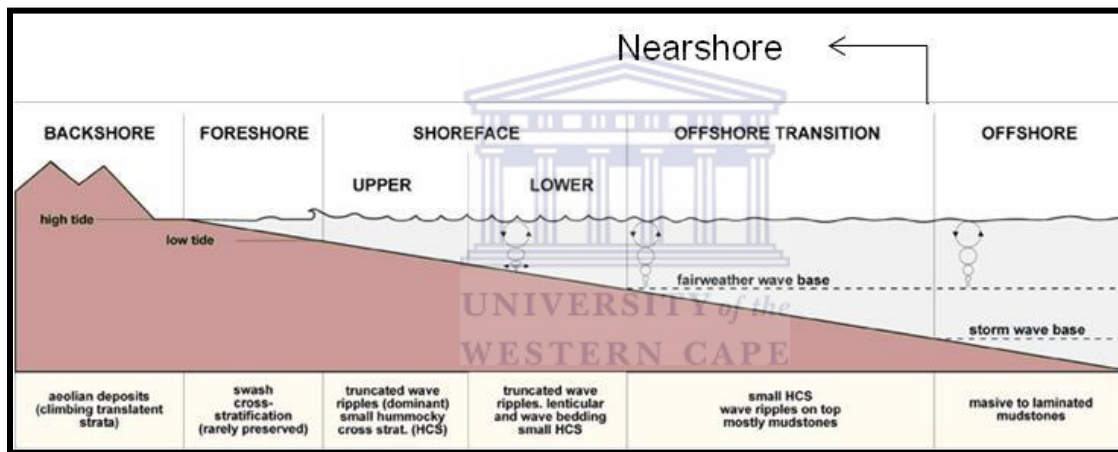 Nearshore
BACKSHORE
FORESHORE
SHOREFACE
OFFSHORE TRANSITION
OFFSHORE
UPPER
LOWER
high tide
low tide
fairweather wave base
storm wave base
UNIVERSITY of the
WESTERN CAPE
aeolian deposits
(climbing translatent
strata)
swash
cross-
stratification
(rarely preserved)
truncated wave
ripples (dominant)
small hummocky
cross strat. (HCS)
truncated wave
ripples. lenticular
and wave bedding
small HCS
small HCS
wave ripples on top
mostly mudstones
masive to laminated
mudstones